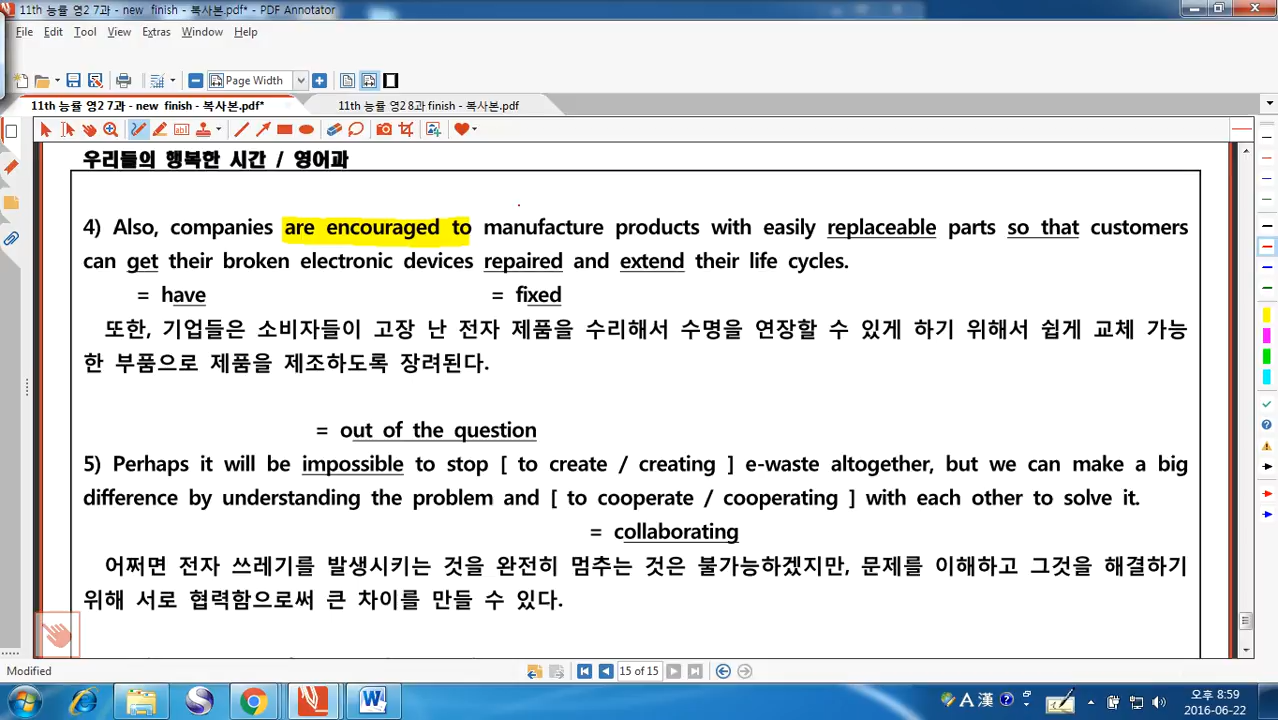 11th 능률 영2 7과 - new  finish - 복사본.pdf* - PDF Annotator
File Edit Tool View Extras Window Help
Page Width
11th 능률 영2 7과 - new  finish - 복사본.pdf*
11th 능률 영2 8과 finish - 복사본.pdf
우리들의 행복한 시간 / 영어과
4) Also, companies are encouraged to manufacture products with easily replaceable parts so that customers
can get their broken electronic devices repaired and extend their life cycles.
= have = fixed
또한, 기업들은 소비자들이 고장 난 전자 제품을 수리해서 수명을 연장할 수 있게 하기 위해서 쉽게 교체 가능
한 부품으로 제품을 제조하도록 장려된다.
= out of the question
5) Perhaps it will be impossible to stop [ to create / creating ] e-waste altogether, but we can make a big
difference by understanding the problem and [ to cooperate / cooperating ] with each other to solve it.
= collaborating
어쩌면 전자 쓰레기를 발생시키는 것을 완전히 멈추는 것은 불가능하겠지만, 문제를 이해하고 그것을 해결하기
위해 서로 협력함으로써 큰 차이를 만들 수 있다.
Modified
15 of 15
A 漢
오후 8:59
2016-06-22